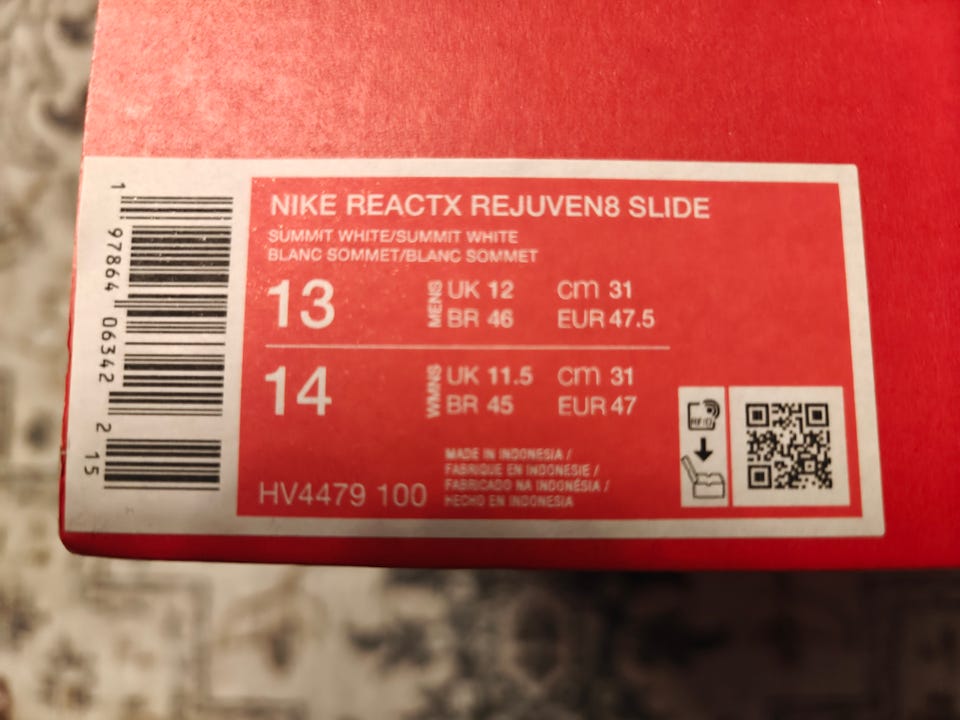 NIKE REACTX REJUVEN8 SLIDE
SUMMIT WHITE/SUMMIT WHITE
BLANC SOMMET/BLANC SOMMET
13 MENS UK 12 cm 31
BR 46 EUR 47.5
14 WMNS UK 11.5 cm 31
BR 45 EUR 47
MADE IN INDONESIA /
FABRIQUE EN INDONESIE /
FABRICADO NA INDONÉSIA /
HECHO EN INDONESIA
HV4479 100
RFID
1 97864 06342 2 15